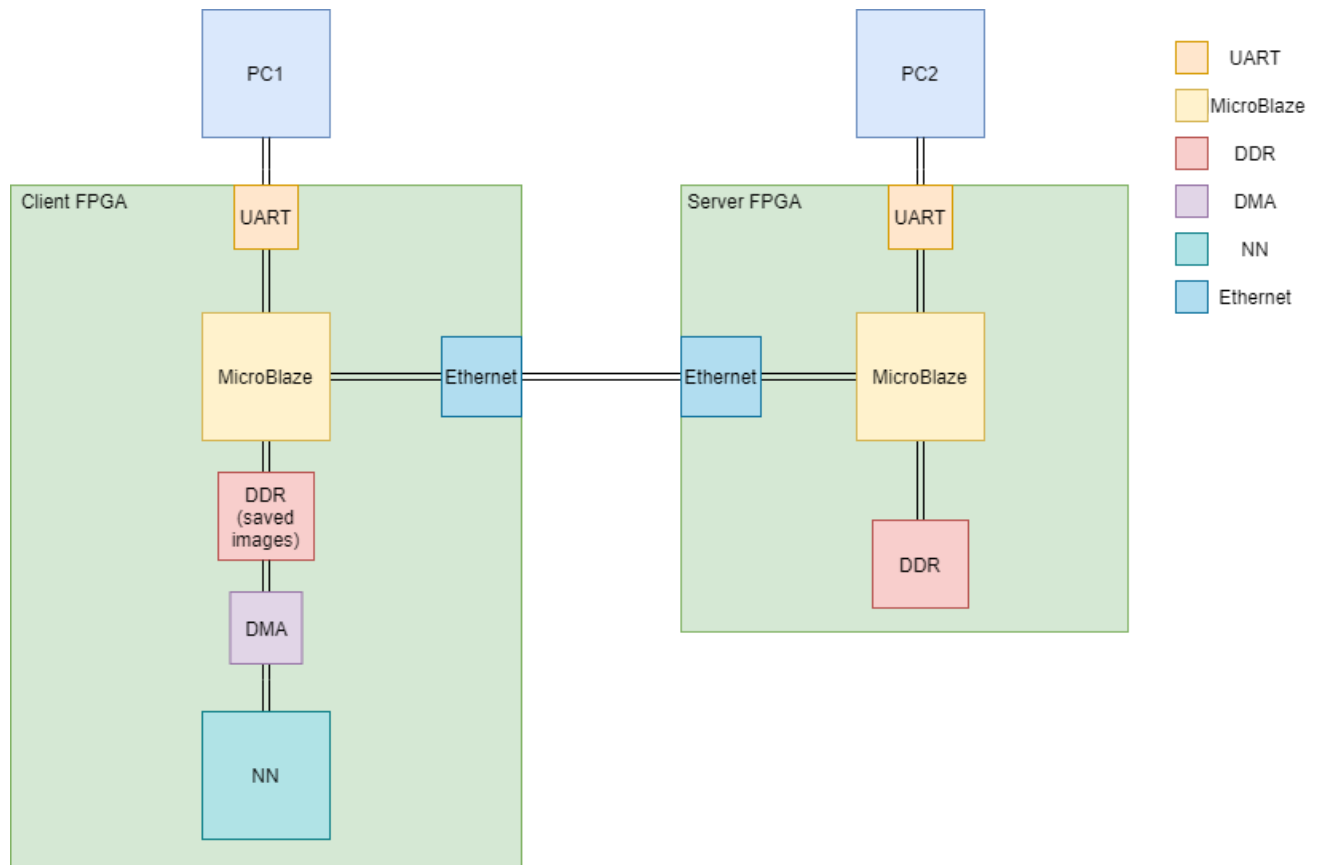 PC1
PC2
UART
MicroBlaze
DDR
DMA
NN
Ethernet
Client FPGA
UART
MicroBlaze
Ethernet
DDR
(saved
images)
DMA
NN
Server FPGA
UART
Ethernet
MicroBlaze
DDR